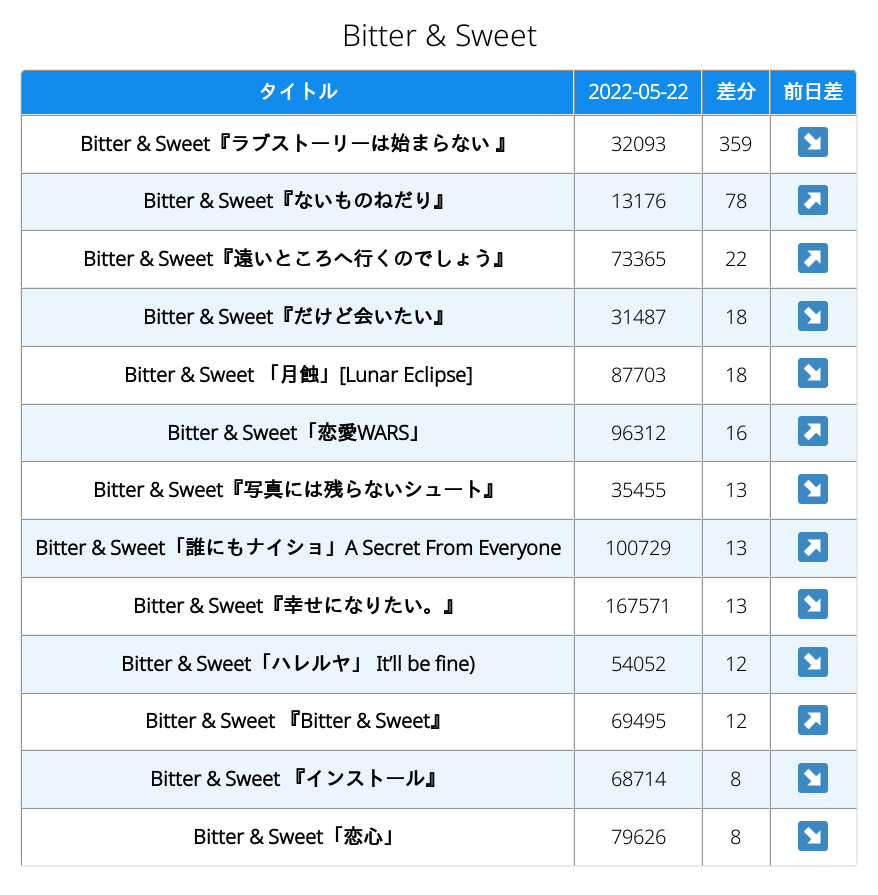 Bitter & Sweet
タイトル 2022-05-22 差分 前日差
Bitter & Sweet『ラブストーリーは始まらない 』 32093 359
Bitter & Sweet『ないものねだり』 13176 78
Bitter & Sweet『遠いところへ行くのでしょう』 73365 22
Bitter & Sweet『だけど会いたい』 31487 18
Bitter & Sweet 「月蝕」[Lunar Eclipse] 87703 18
Bitter & Sweet「恋愛WARS」 96312 16
Bitter & Sweet『写真には残らないシュート』 35455 13
Bitter & Sweet「誰にもナイショ」A Secret From Everyone 100729 13
Bitter & Sweet『幸せになりたい。』 167571 13
Bitter & Sweet「ハレルヤ」 It’ll be fine) 54052 12
Bitter & Sweet 『Bitter & Sweet』 69495 12
Bitter & Sweet 『インストール』 68714 8
Bitter & Sweet「恋心」 79626 8